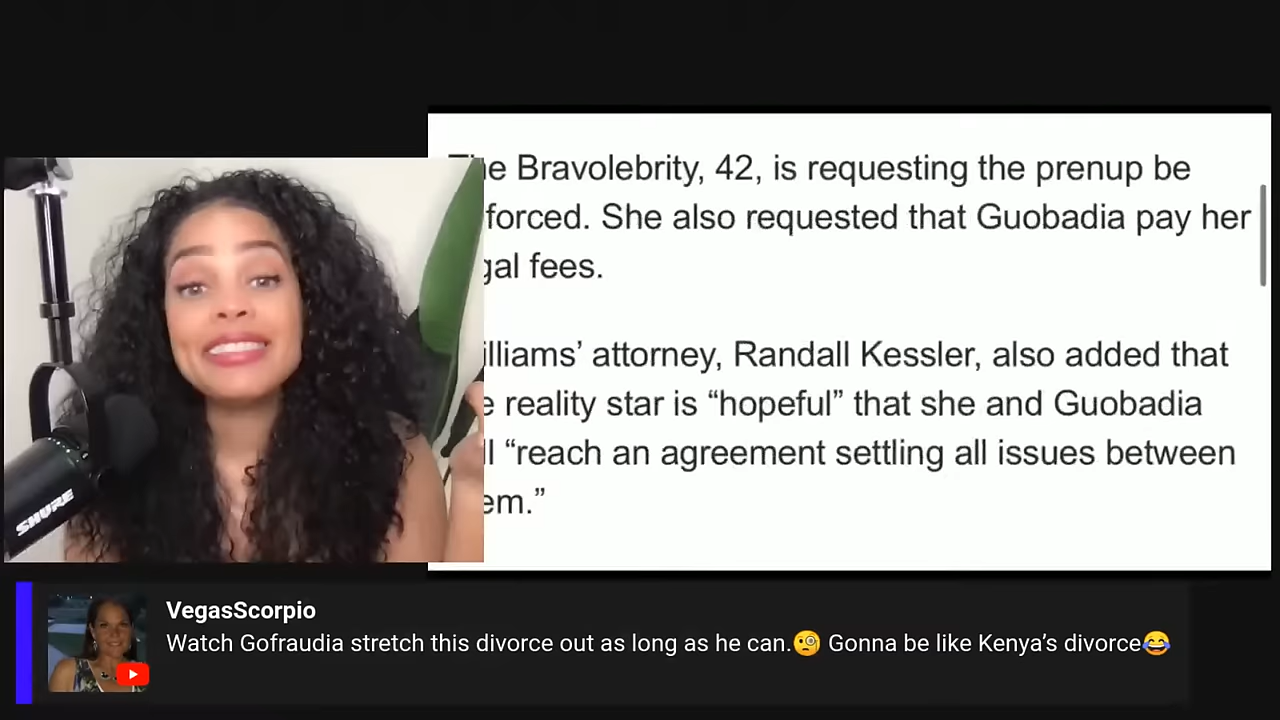 he Bravolebrity, 42, is requesting the prenup be
forced. She also requested that Guobadia pay her
gal fees.
illiams’ attorney, Randall Kessler, also added that
e reality star is “hopeful” that she and Guobadia
ll “reach an agreement settling all issues between
em.”
SHURE
VegasScorpio
Watch Gofraudia stretch this divorce out as long as he can.🧐 Gonna be like Kenya’s divorce😂